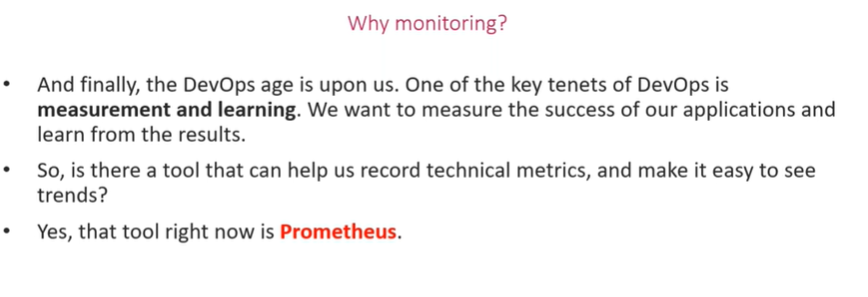 Why monitoring?
• And finally, the DevOps age is upon us. One of the key tenets of DevOps is
measurement and learning. We want to measure the success of our applications and
learn from the results.
• So, is there a tool that can help us record technical metrics, and make it easy to see
trends?
• Yes, that tool right now is Prometheus.